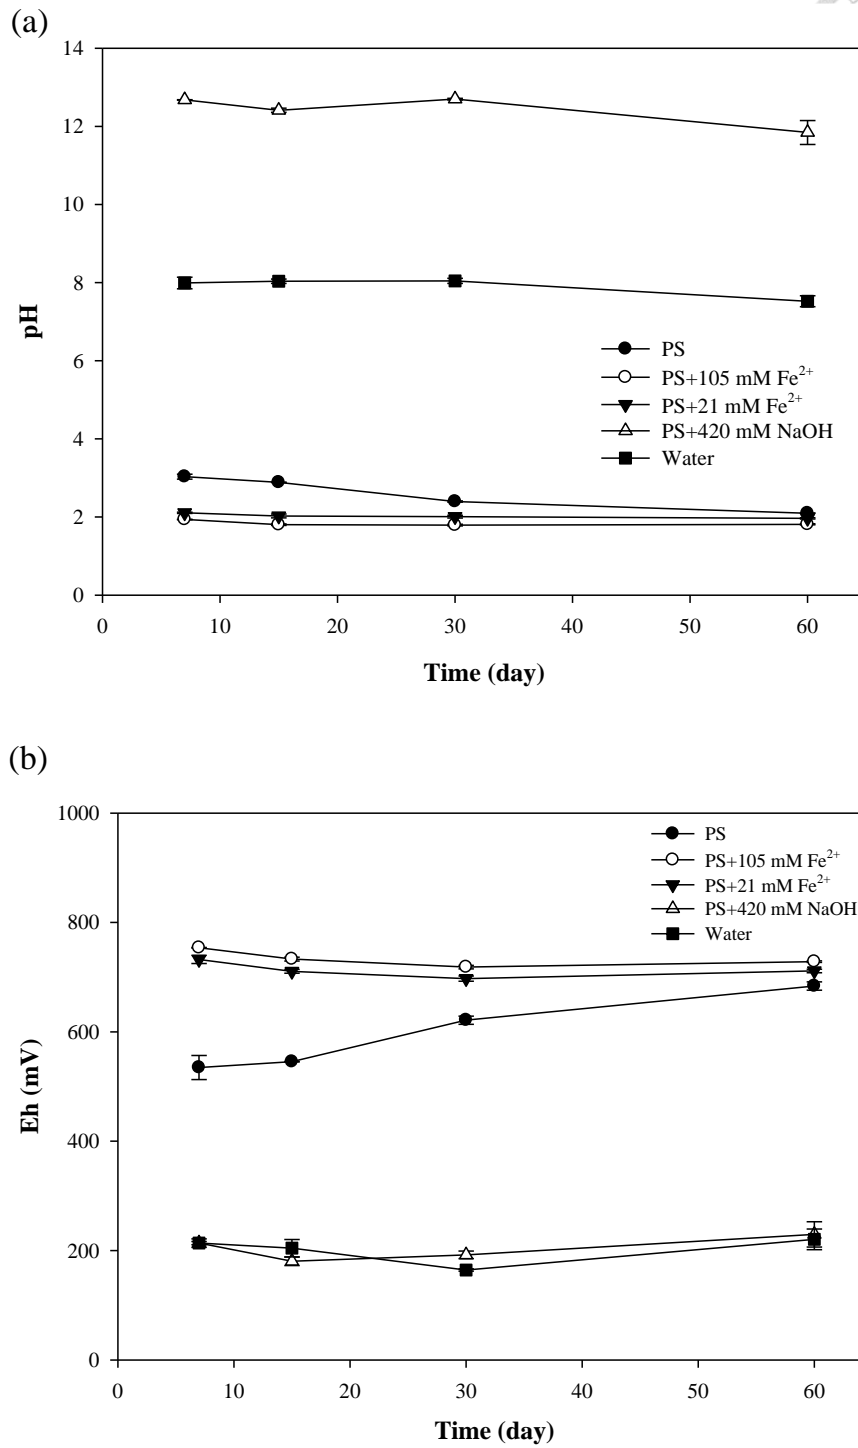 (a)
14
12
10
8
6
4
2
0
pH
PS
PS+105 mM Fe²⁺
PS+21 mM Fe²⁺
PS+420 mM NaOH
Water
0 10 20 30 40 50 60
Time (day)
(b)
1000
800
600
400
200
0
Eh (mV)
PS
PS+105 mM Fe²⁺
PS+21 mM Fe²⁺
PS+420 mM NaOH
Water
0 10 20 30 40 50 60
Time (day)